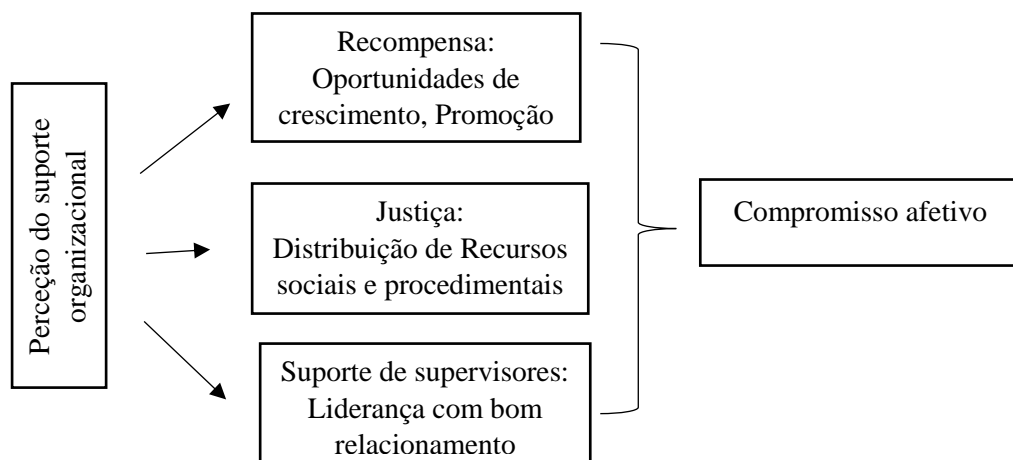 Perceção do suporte
organizacional
Recompensa:
Oportunidades de
crescimento, Promoção
Justiça:
Distribuição de Recursos
sociais e procedimentais
Suporte de supervisores:
Liderança com bom
relacionamento
Compromisso afetivo